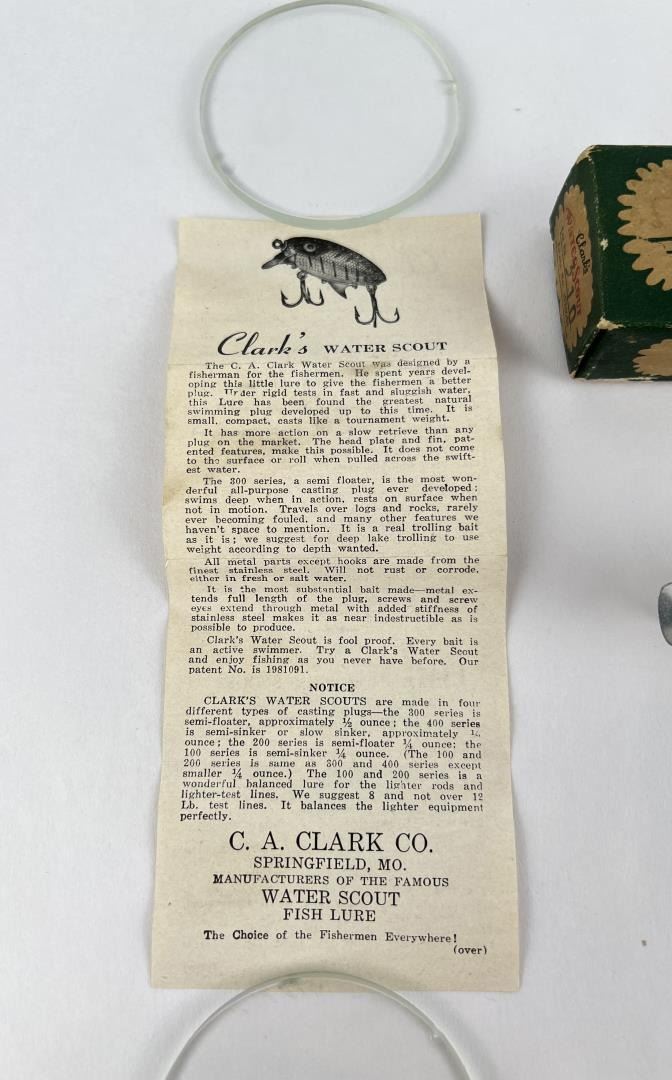 Clark's WATER SCOUT
The C. A. Clark Water Scout was designed by a
fisherman for the fishermen. He spent years devel-
oping this little lure to give the fishermen a better
plug. Under rigid tests in fast and sluggish water,
this Lure has been found the greatest natural
swimming plug developed up to this time. It is
small, compact, casts like a tournament weight.
It has more action on a slow retrieve than any
plug on the market. The head plate and fin, pat-
ented features, make this possible. It does not come
to the surface or roll when pulled across the swift-
est water.
The 300 series, a semi floater, is the most won-
derful all-purpose casting plug ever developed;
swims deep when in action, rests on surface when
not in motion. Travels over logs and rocks, rarely
ever becoming fouled, and many other features we
haven't space to mention. It is a real trolling bait
as it is; we suggest for deep lake trolling to use
weight according to depth wanted.
All metal parts except hooks are made from the
finest stainless steel. Will not rust or corrode,
either in fresh or salt water.
It is the most substantial bait made—metal ex-
tends full length of the plug, screws and screw
eyes extend through metal with added stiffness of
stainless steel makes it as near indestructible as is
possible to produce.
Clark's Water Scout is fool proof. Every bait is
an active swimmer. Try a Clark's Water Scout
and enjoy fishing as you never have before. Our
patent No. is 1981091.
NOTICE
CLARK'S WATER SCOUTS are made in four
different types of casting plugs—the 300 series is
semi-floater, approximately ½ ounce; the 400 series
is semi-sinker or slow sinker, approximately
ounce; the 200 series is semi-floater ¼ ounce; the
100 series is semi-sinker ¼ ounce. (The 100 and
200 series is same as 300 and 400 series except
smaller ¼ ounce.) The 100 and 200 series is a
wonderful balanced lure for the lighter rods and
lighter-test lines. We suggest 8 and not over 12
Lb. test lines. It balances the lighter equipment
perfectly.
C. A. CLARK CO.
SPRINGFIELD, MO.
MANUFACTURERS OF THE FAMOUS
WATER SCOUT
FISH LURE
The Choice of the Fishermen Everywhere!
(over)
Clark's
Water Scout